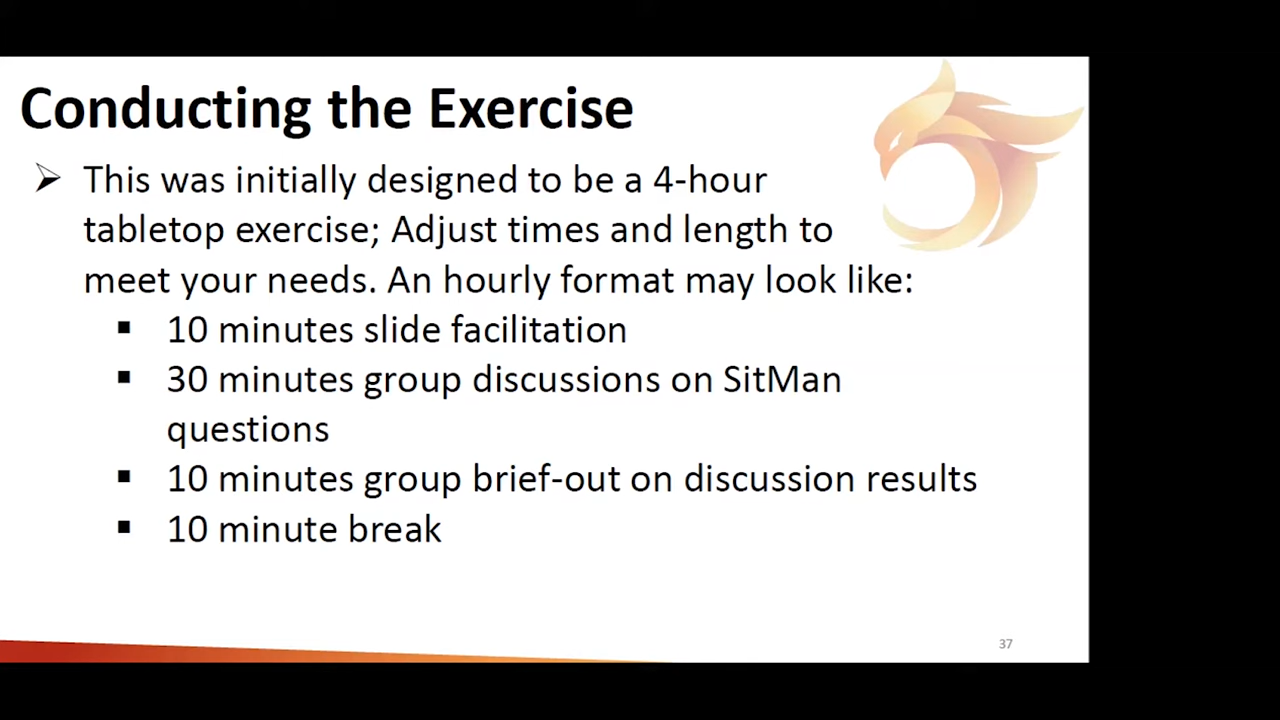 Conducting the Exercise
➢ This was initially designed to be a 4-hour
tabletop exercise; Adjust times and length to
meet your needs. An hourly format may look like:
▪ 10 minutes slide facilitation
▪ 30 minutes group discussions on SitMan
questions
▪ 10 minutes group brief-out on discussion results
▪ 10 minute break
37